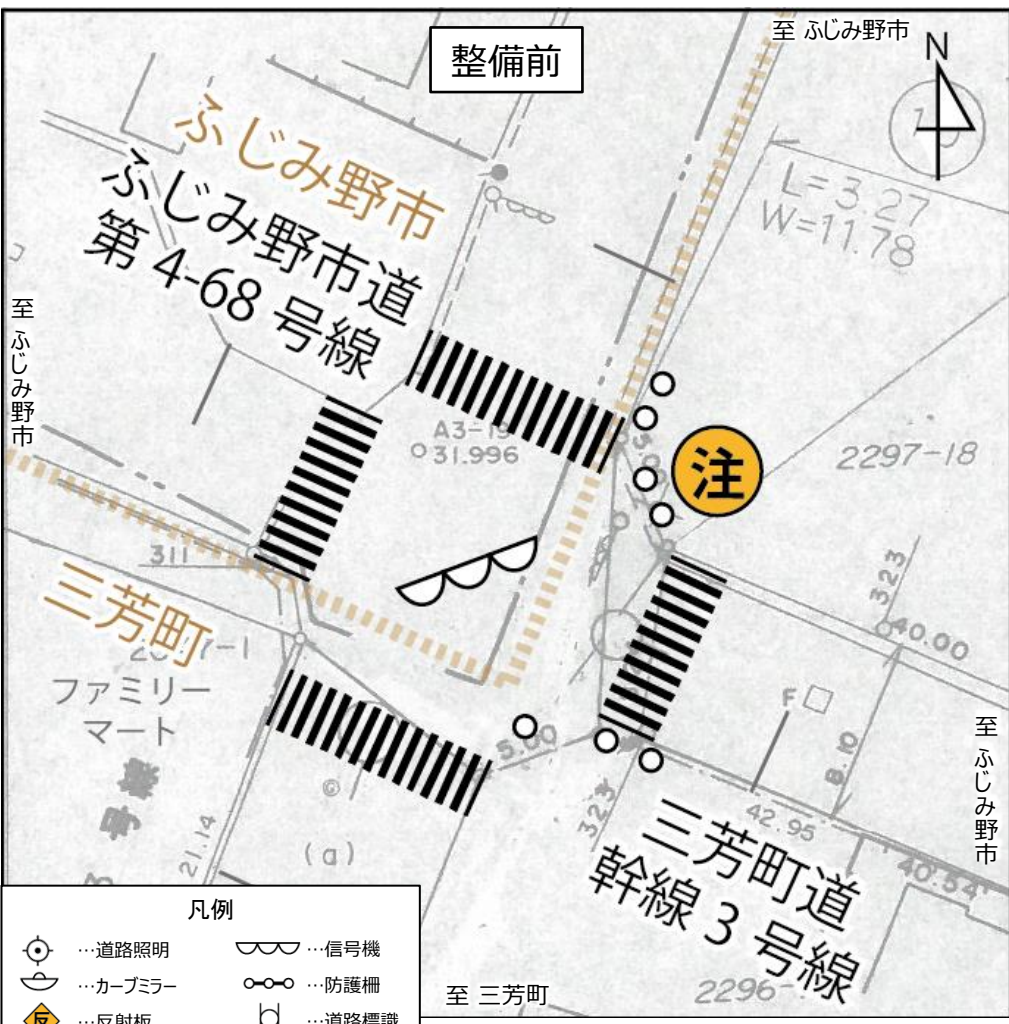 整備前
至 ふじみ野市
N
ふじみ野市
ふじみ野市道
第 4-68 号線
L=3.27
W=11.78
至 ふじみ野市
A3-19
31.996
注
2297-18
311
323
40.00
三芳町
ファミリー
マート
F
8.10
至 ふじみ野市
5.00
323
42.95
40.54
21.14
(a)
三芳町道
幹線 3 号線
2296-
号線
3
至 三芳町
凡例
…道路照明
…信号機
…カーブミラー
…防護柵
反
…反射板
…道路標識